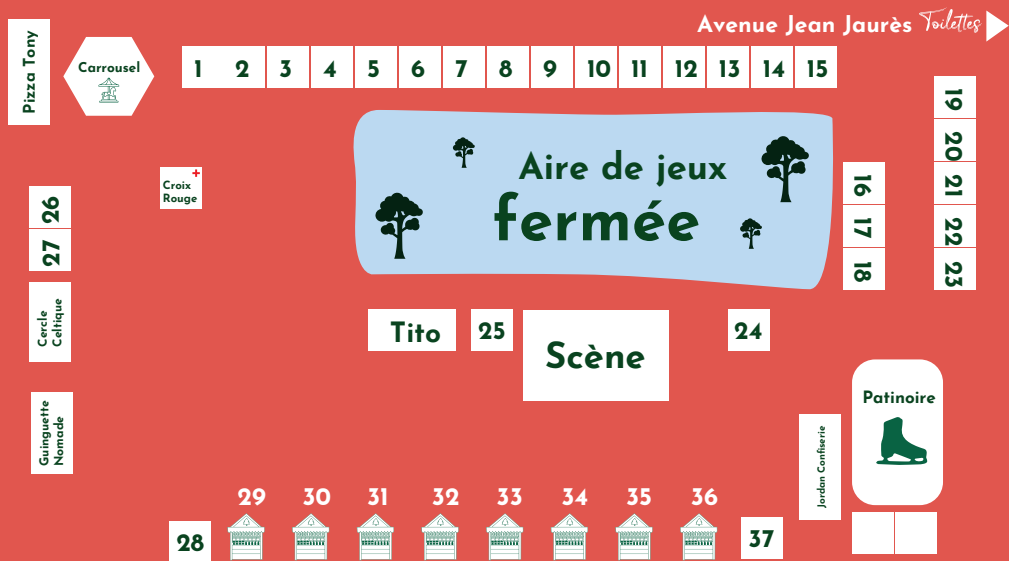 Avenue Jean Jaurès Toilettes
Pizza Tony
Carrousel
1 2 3 4 5 6 7 8 9 10 11 12 13 14 15
19
20
21
22
23
Aire de jeux
fermée
16
17
18
Croix
Rouge
26
27
Cercle
Celtique
Tito
25
Scène
24
Guinguette
Nomade
Patinoire
Jordan Confiserie
29 30 31 32 33 34 35 36
28
37